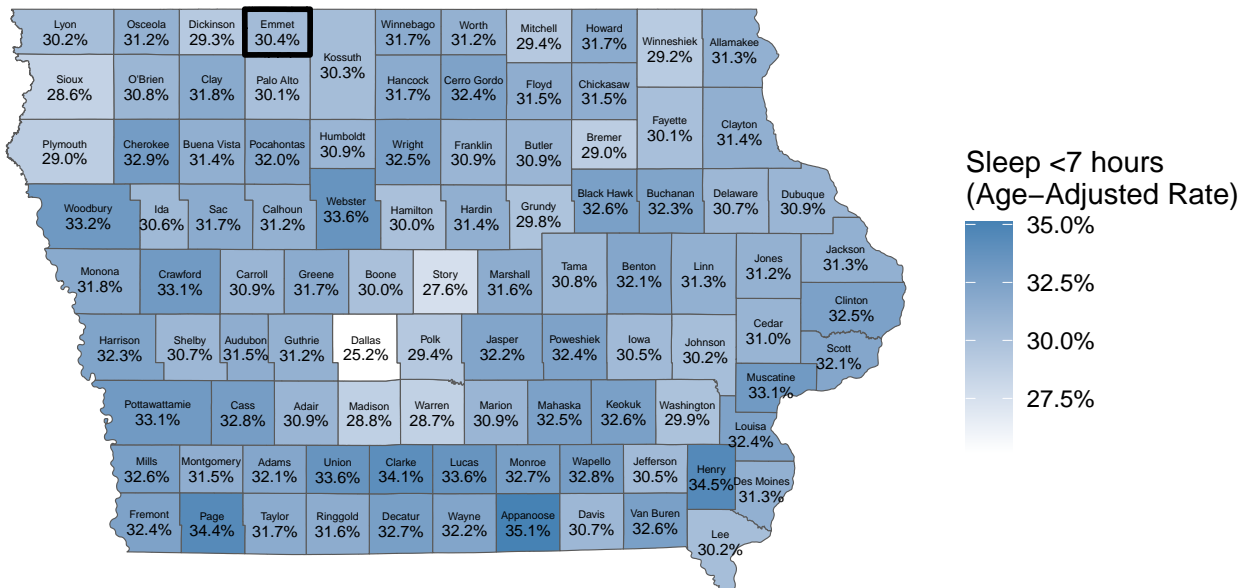 Lyon
30.2%
Osceola
31.2%
Dickinson
29.3%
Emmet
30.4%
Kossuth
30.3%
Winnebago
31.7%
Worth
31.2%
Mitchell
29.4%
Howard
31.7%
Winneshiek
29.2%
Allamakee
31.3%
Sioux
28.6%
O'Brien
30.8%
Clay
31.8%
Palo Alto
30.1%
Hancock
31.7%
Cerro Gordo
32.4%
Floyd
31.5%
Chickasaw
31.5%
Fayette
30.1%
Clayton
31.4%
Plymouth
29.0%
Cherokee
32.9%
Buena Vista
31.4%
Pocahontas
32.0%
Humboldt
30.9%
Wright
32.5%
Franklin
30.9%
Butler
30.9%
Bremer
29.0%
Woodbury
33.2%
Ida
30.6%
Sac
31.7%
Calhoun
31.2%
Webster
33.6%
Hamilton
30.0%
Hardin
31.4%
Grundy
29.8%
Black Hawk
32.6%
Buchanan
32.3%
Delaware
30.7%
Dubuque
30.9%
Monona
31.8%
Crawford
33.1%
Carroll
30.9%
Greene
31.7%
Boone
30.0%
Story
27.6%
Marshall
31.6%
Tama
30.8%
Benton
32.1%
Linn
31.3%
Jones
31.2%
Jackson
31.3%
Clinton
32.5%
Harrison
32.3%
Shelby
30.7%
Audubon
31.5%
Guthrie
31.2%
Dallas
25.2%
Polk
29.4%
Jasper
32.2%
Poweshiek
32.4%
Iowa
30.5%
Johnson
30.2%
Cedar
31.0%
Scott
32.1%
Muscatine
33.1%
Pottawattamie
33.1%
Cass
32.8%
Adair
30.9%
Madison
28.8%
Warren
28.7%
Marion
30.9%
Mahaska
32.5%
Keokuk
32.6%
Washington
29.9%
Louisa
32.4%
Mills
32.6%
Montgomery
31.5%
Adams
32.1%
Union
33.6%
Clarke
34.1%
Lucas
33.6%
Monroe
32.7%
Wapello
32.8%
Jefferson
30.5%
Henry
34.5%
Des Moines
31.3%
Fremont
32.4%
Page
34.4%
Taylor
31.7%
Ringgold
31.6%
Decatur
32.7%
Wayne
32.2%
Appanoose
35.1%
Davis
30.7%
Van Buren
32.6%
Lee
30.2%
Sleep <7 hours
(Age−Adjusted Rate)
35.0%
32.5%
30.0%
27.5%